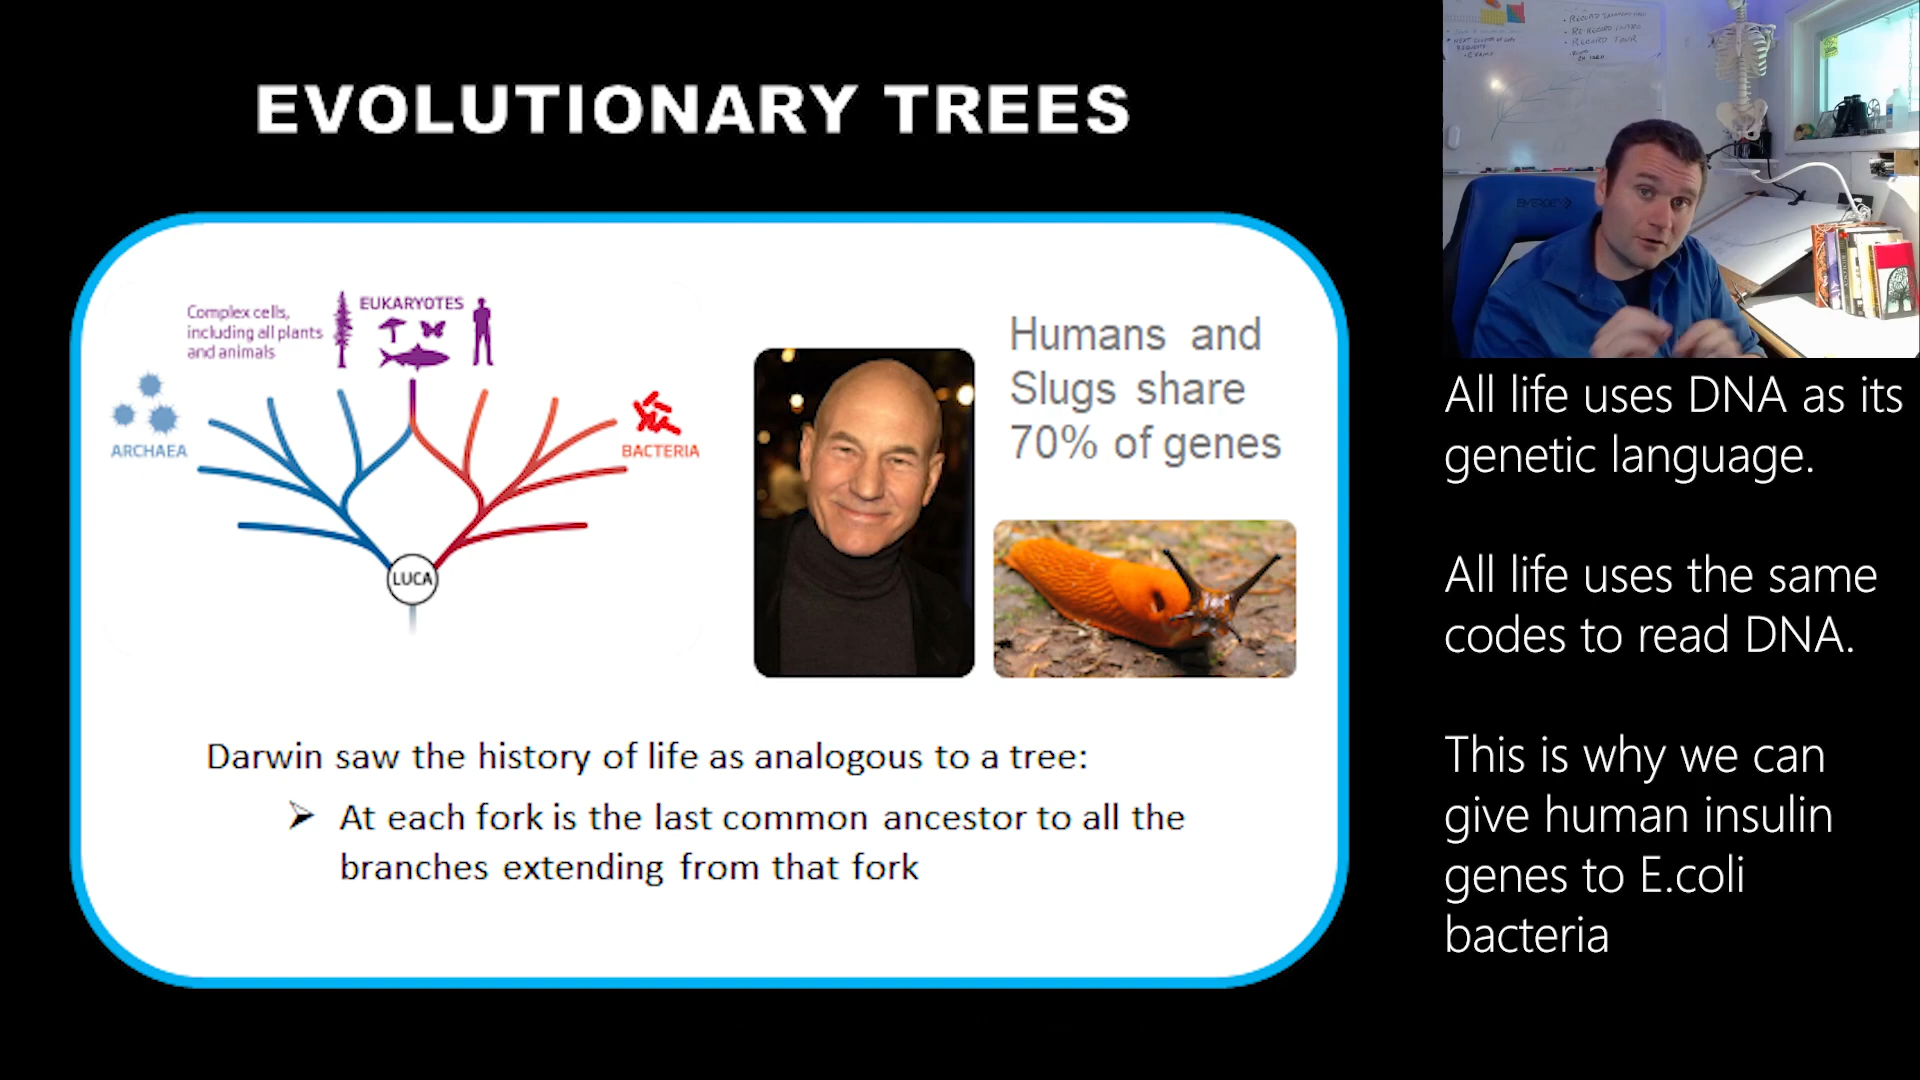 EVOLUTIONARY TREES
Complex cells,
including all plants
and animals
EUKARYOTES
ARCHAEA
BACTERIA
LUCA
Humans and
Slugs share
70% of genes
Darwin saw the history of life as analogous to a tree:
➢ At each fork is the last common ancestor to all the
branches extending from that fork
All life uses DNA as its
genetic language.
All life uses the same
codes to read DNA.
This is why we can
give human insulin
genes to E.coli
bacteria